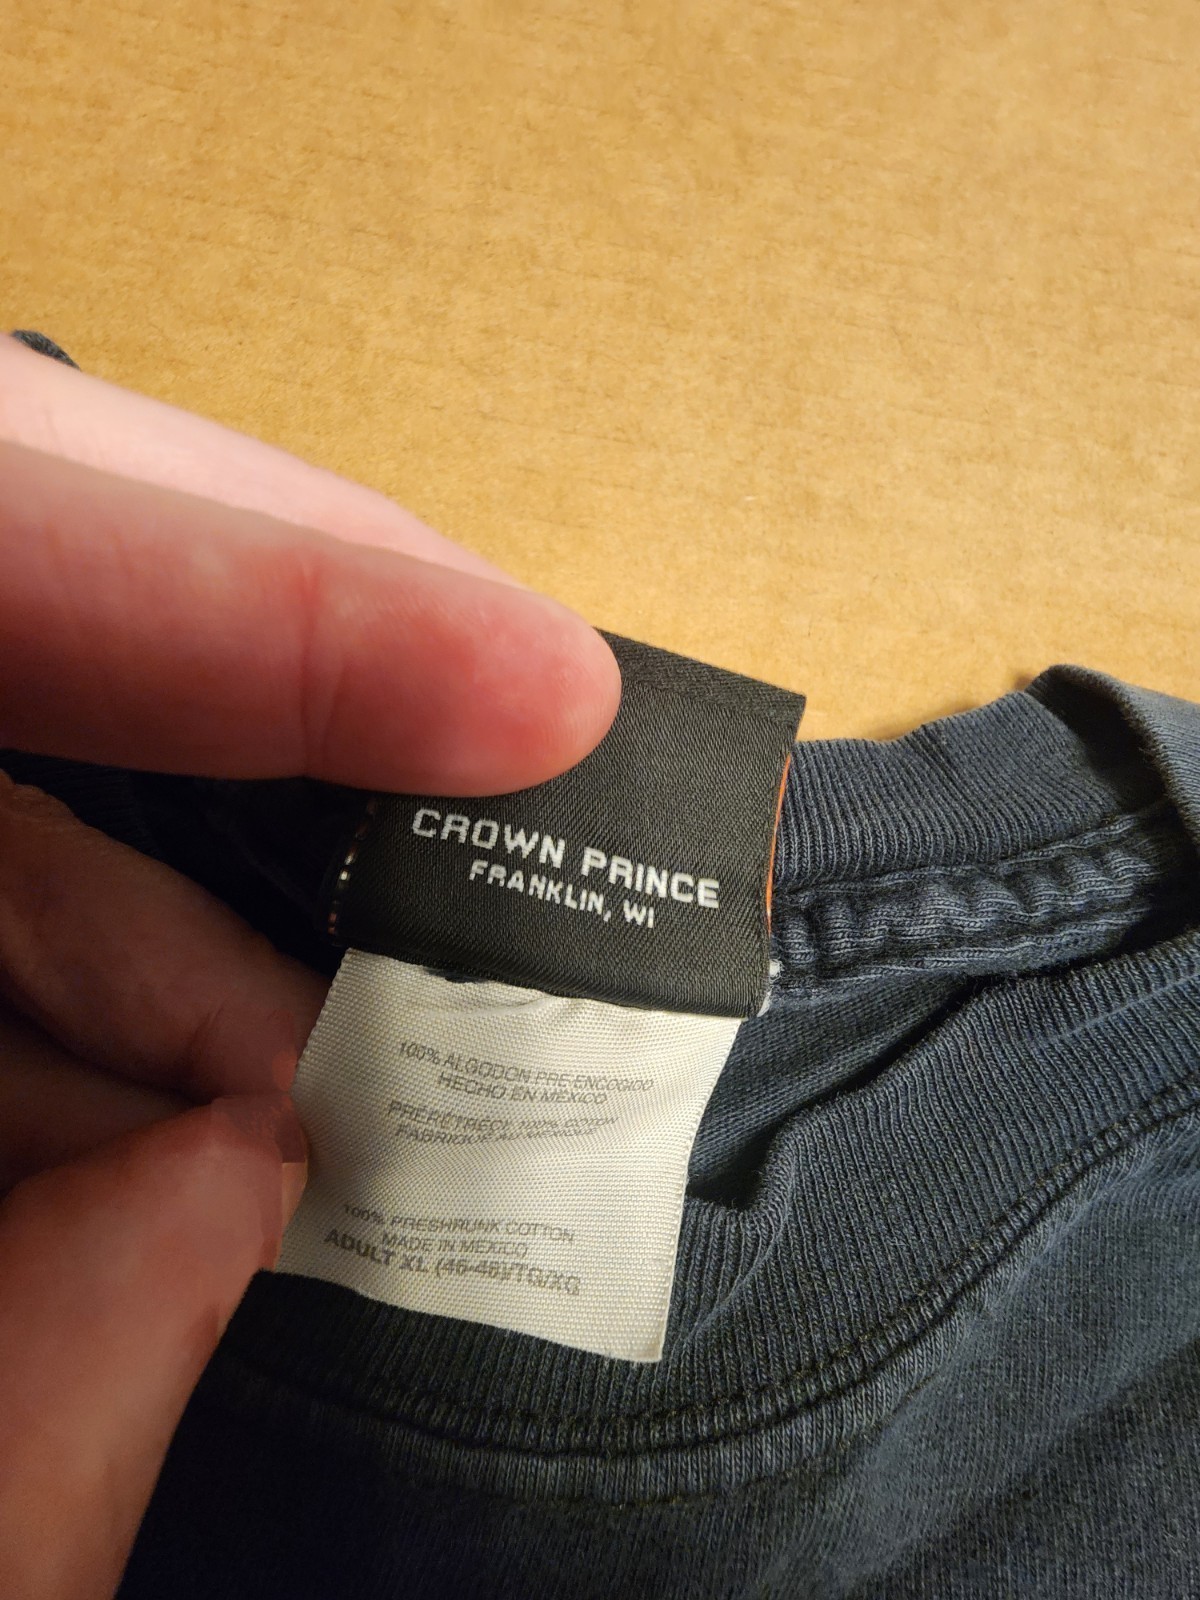 CROWN PRINCE
FRANKLIN, WI
100% ALGODON PRE-ENCOGIDO
HECHO EN MEXICO
PRÉRÉTRÉCI 100% COTON
FABRIQUÉ AU MEXIQUE
100% PRESHRUNK COTTON
MADE IN MEXICO
ADULT XL (46-48)/TG/XG